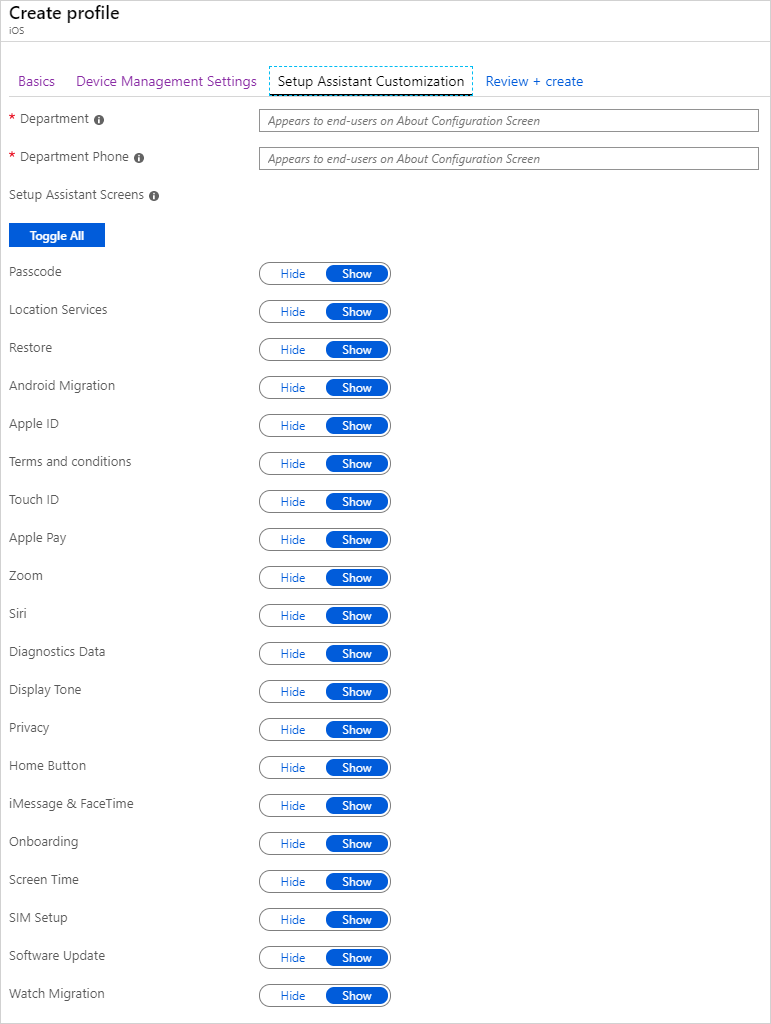 Create profile
iOS
Basics Device Management Settings Setup Assistant Customization Review + create
* Department Appears to end-users on About Configuration Screen
* Department Phone Appears to end-users on About Configuration Screen
Setup Assistant Screens
Toggle All
Passcode Hide Show
Location Services Hide Show
Restore Hide Show
Android Migration Hide Show
Apple ID Hide Show
Terms and conditions Hide Show
Touch ID Hide Show
Apple Pay Hide Show
Zoom Hide Show
Siri Hide Show
Diagnostics Data Hide Show
Display Tone Hide Show
Privacy Hide Show
Home Button Hide Show
iMessage & FaceTime Hide Show
Onboarding Hide Show
Screen Time Hide Show
SIM Setup Hide Show
Software Update Hide Show
Watch Migration Hide Show